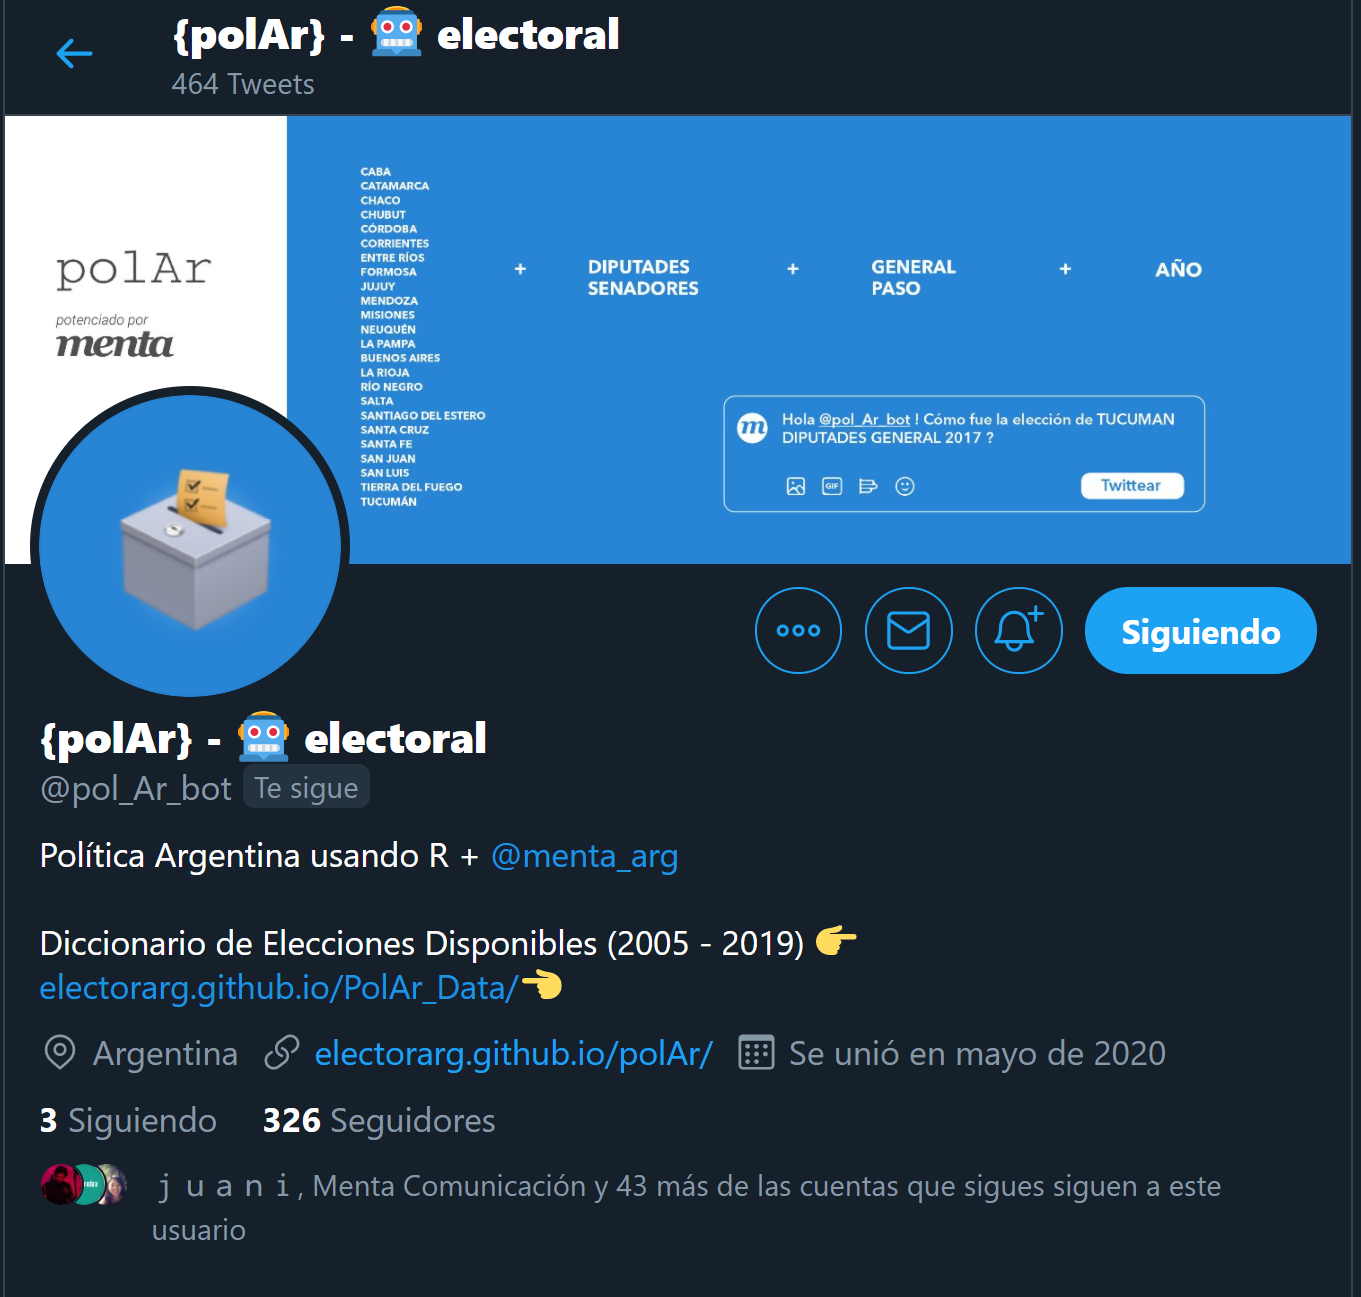 {polAr} - 🤖 electoral
464 Tweets
polAr
potenciado por
menta
CABA
CATAMARCA
CHACO
CHUBUT
CÓRDOBA
CORRIENTES
ENTRE RÍOS
FORMOSA
JUJUY
MENDOZA
MISIONES
NEUQUÉN
LA PAMPA
BUENOS AIRES
LA RIOJA
RÍO NEGRO
SALTA
SANTIAGO DEL ESTERO
SANTA CRUZ
SANTA FE
SAN JUAN
SAN LUIS
TIERRA DEL FUEGO
TUCUMÁN
+
DIPUTADES
SENADORES
+
GENERAL
PASO
+
AÑO
m
Hola @pol_Ar_bot ! Cómo fue la elección de TUCUMAN
DIPUTADES GENERAL 2017 ?
GIF
Twittear
Siguiendo
{polAr} - 🤖 electoral
@pol_Ar_bot Te sigue
Política Argentina usando R + @menta_arg
Diccionario de Elecciones Disponibles (2005 - 2019) 👉
electorarg.github.io/PolAr_Data/👈
Argentina electorarg.github.io/polAr/ Se unió en mayo de 2020
3 Siguiendo 326 Seguidores
j u a n i, Menta Comunicación y 43 más de las cuentas que sigues siguen a este
usuario